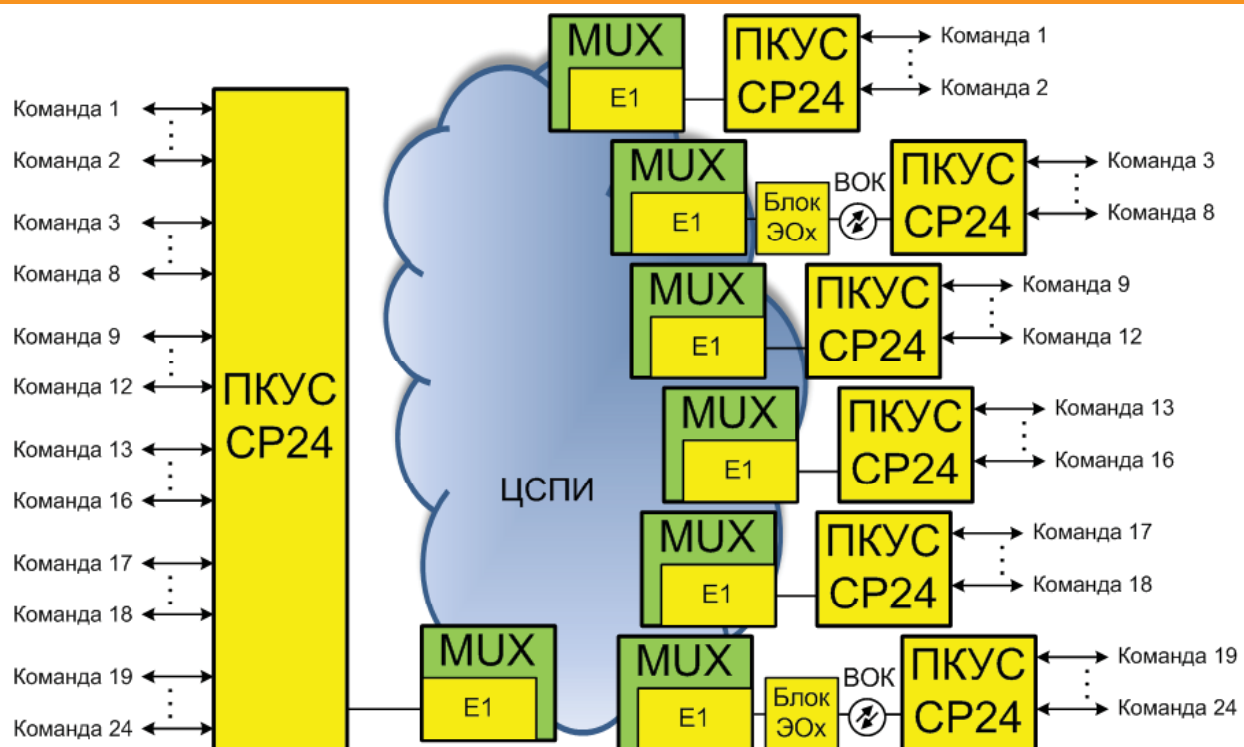 Команда 1
Команда 2
Команда 3
Команда 8
Команда 9
Команда 12
Команда 13
Команда 16
Команда 17
Команда 18
Команда 19
Команда 24
ПКУС
СР24
MUX
E1
ЦСПИ
MUX
E1
ПКУС
СР24
Команда 1
Команда 2
MUX
E1
Блок
ЭОх
ВОК
ПКУС
СР24
Команда 3
Команда 8
MUX
E1
ПКУС
СР24
Команда 9
Команда 12
MUX
E1
ПКУС
СР24
Команда 13
Команда 16
MUX
E1
ПКУС
СР24
Команда 17
Команда 18
MUX
E1
Блок
ЭОх
ВОК
ПКУС
СР24
Команда 19
Команда 24